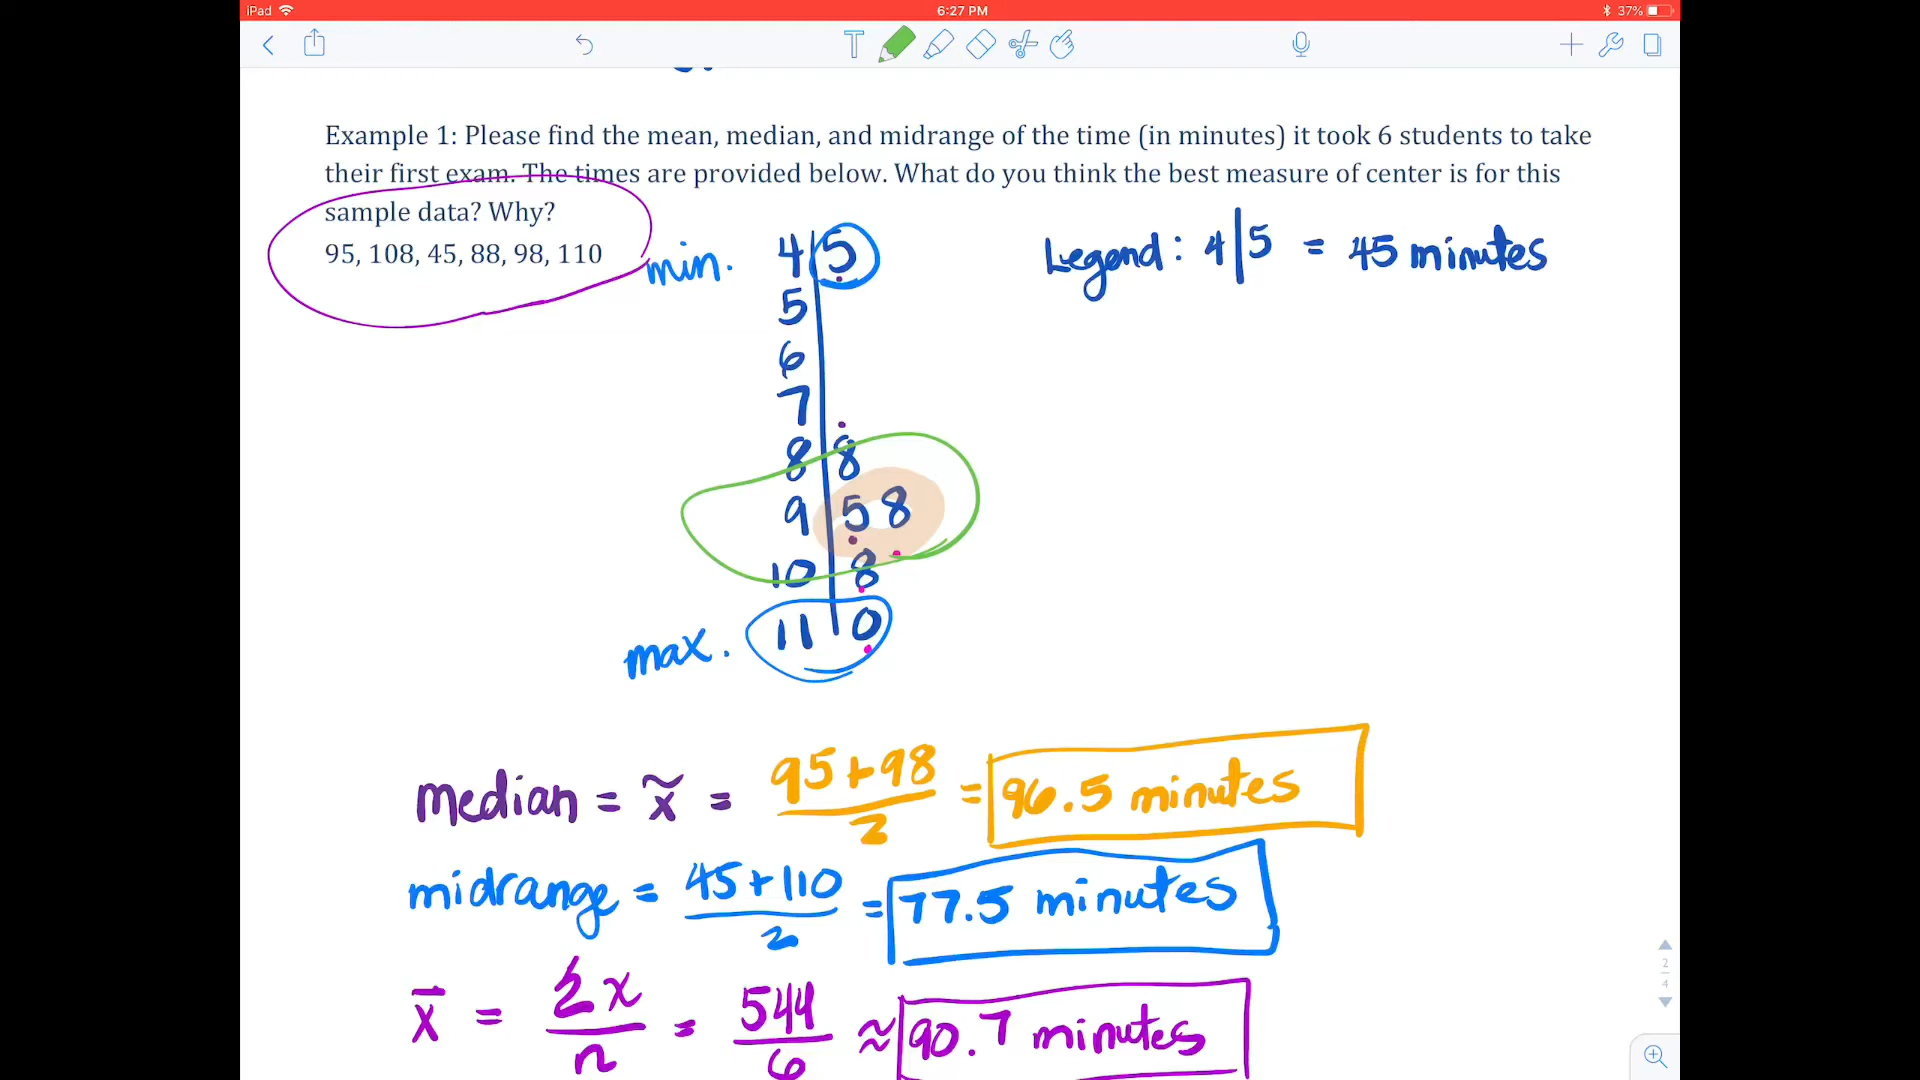 iPad 6:27 PM 37%
T
Example 1: Please find the mean, median, and midrange of the time (in minutes) it took 6 students to take
their first exam. The times are provided below. What do you think the best measure of center is for this
sample data? Why?
95, 108, 45, 88, 98, 110
min. 4|5
Legend: 4|5 = 45 minutes
5
6
7
8 8
9 5 8
10 8
max. 11 0
median = x̃ = 95+98/2 = 96.5 minutes
midrange = 45+110/2 = 77.5 minutes
x̄ = Σx/n = 544/6 ≈ 90.7 minutes
2
4